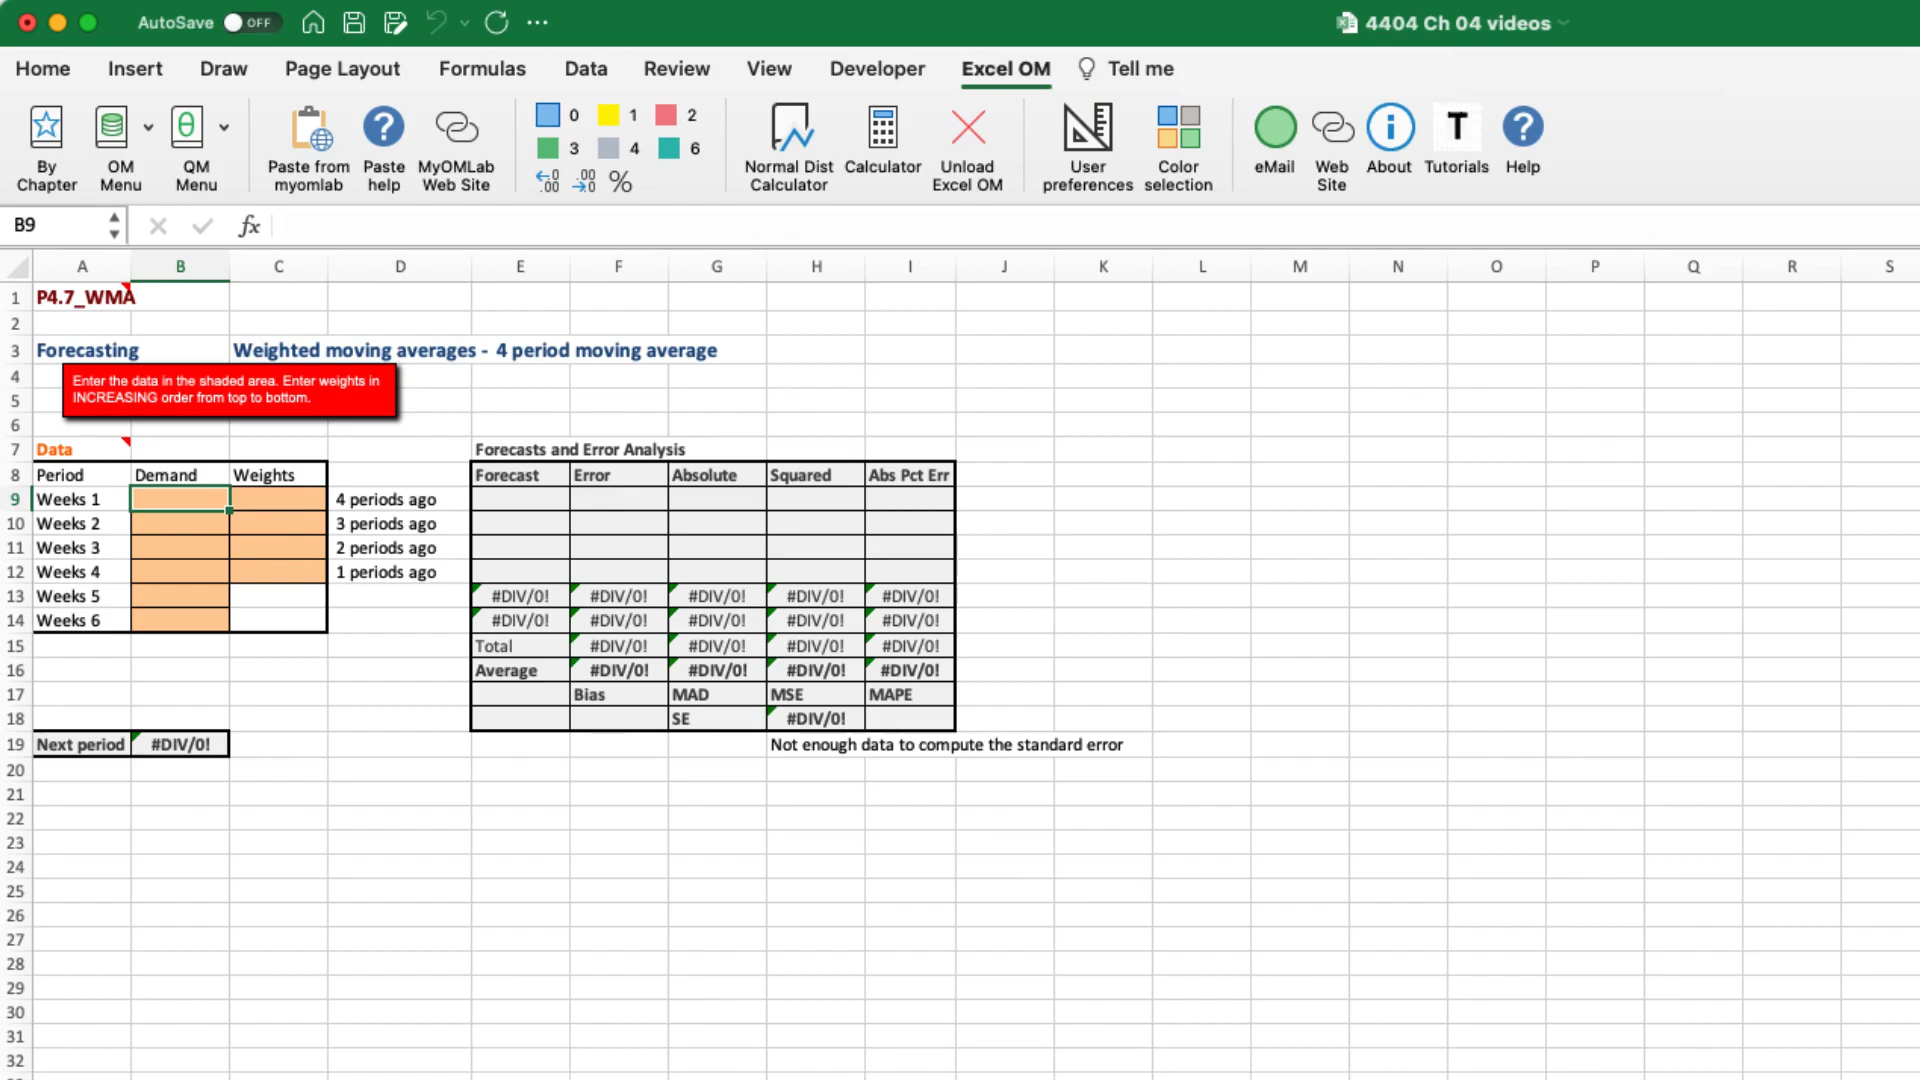 AutoSave OFF 4404 Ch 04 videos
Home Insert Draw Page Layout Formulas Data Review View Developer Excel OM Tell me
By Chapter
OM Menu
QM Menu
Paste from myomlab
Paste help
MyOMLab Web Site
0 1 2
3 4 6
Normal Dist Calculator
Calculator
Unload Excel OM
User preferences
Color selection
eMail
Web Site
About
Tutorials
Help
B9 fx
A B C D E F G H I J K L M N O P Q R S
1 P4.7_WMA
2
3 Forecasting Weighted moving averages - 4 period moving average
4 Enter the data in the shaded area. Enter weights in
5 INCREASING order from top to bottom.
6
7 Data Forecasts and Error Analysis
8 Period Demand Weights Forecast Error Absolute Squared Abs Pct Err
9 Weeks 1 4 periods ago
10 Weeks 2 3 periods ago
11 Weeks 3 2 periods ago
12 Weeks 4 1 periods ago
13 Weeks 5 #DIV/0! #DIV/0! #DIV/0! #DIV/0! #DIV/0!
14 Weeks 6 #DIV/0! #DIV/0! #DIV/0! #DIV/0! #DIV/0!
15 Total #DIV/0! #DIV/0! #DIV/0! #DIV/0!
16 Average #DIV/0! #DIV/0! #DIV/0! #DIV/0!
17 Bias MAD MSE MAPE
18 SE #DIV/0!
19 Next period #DIV/0! Not enough data to compute the standard error
20
21
22
23
24
25
26
27
28
29
30
31
32